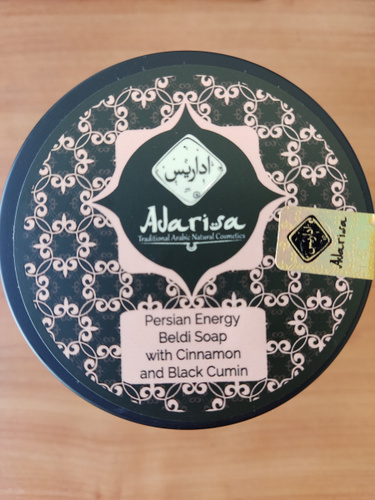 اداريس
Adarisa
Traditional Arabic Natural Cosmetics
Persian Energy
Beldi Soap
with Cinnamon
and Black Cumin
اداريس
Adarisa